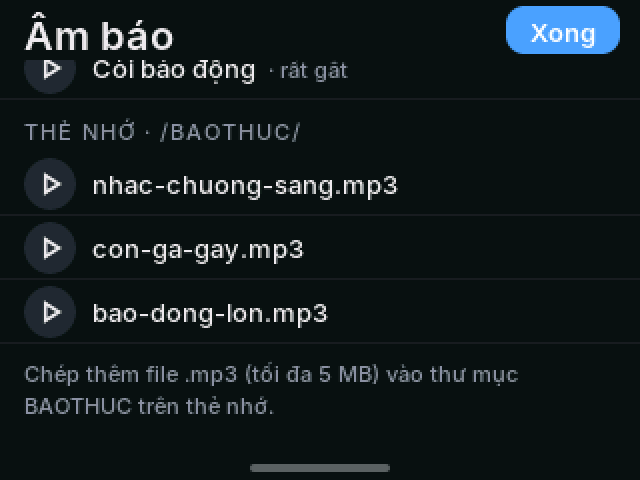 Âm báo
Xong
Còi báo động · rất gắt
THẺ NHỚ · /BAOTHUC/
nhac-chuong-sang.mp3
con-ga-gay.mp3
bao-dong-lon.mp3
Chép thêm file .mp3 (tối đa 5 MB) vào thư mục
BAOTHUC trên thẻ nhớ.